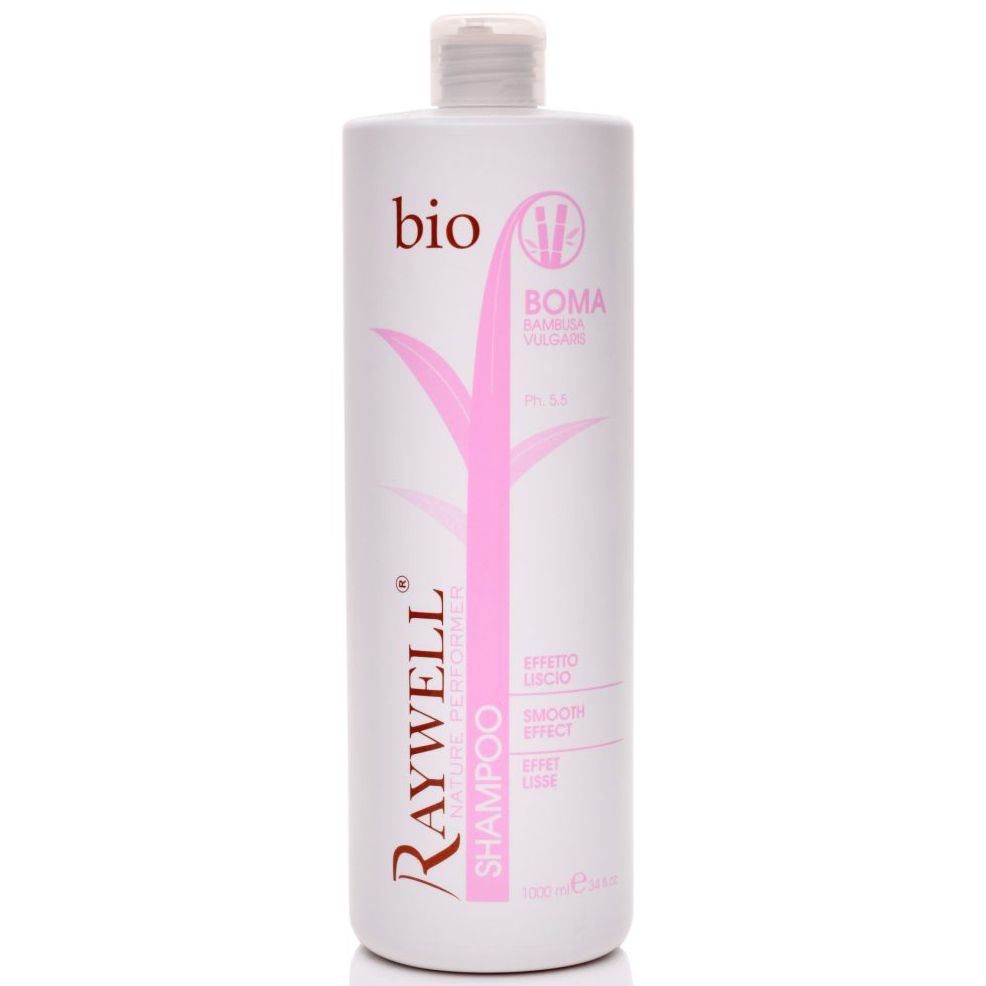 bio
BOMA
BAMBUSA
VULGARIS
Ph. 5.5
RAYWELL®
NATURE PERFORMER
SHAMPOO
EFFETTO
LISCIO
SMOOTH
EFFECT
EFFET
LISSE
1000 ml e 34 fl.oz